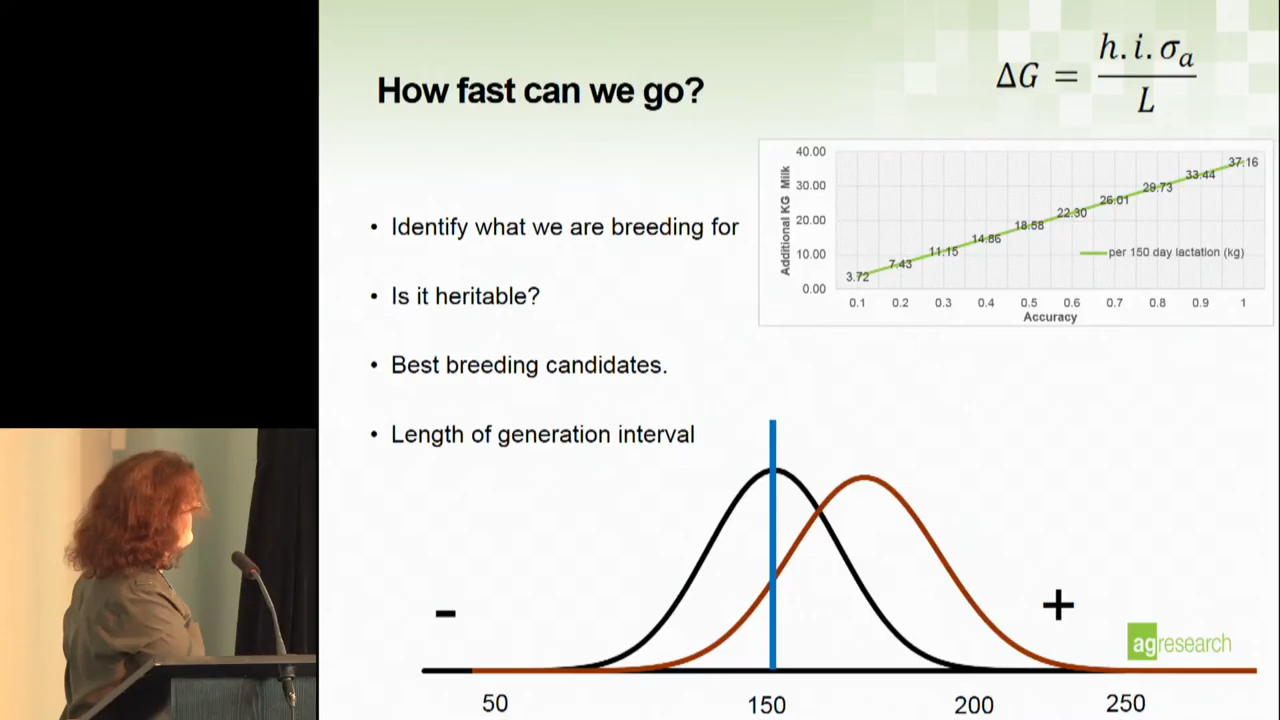 How fast can we go?
ΔG = h.i.σₐ / L
• Identify what we are breeding for
• Is it heritable?
• Best breeding candidates.
• Length of generation interval
Additional KG Milk
40.00
30.00
20.00
10.00
0.00
3.72
7.43
11.15
14.86
18.58
22.30
26.01
29.73
33.44
37.16
per 150 day lactation (kg)
0.1 0.2 0.3 0.4 0.5 0.6 0.7 0.8 0.9 1
Accuracy
-
+
agresearch
50 150 200 250